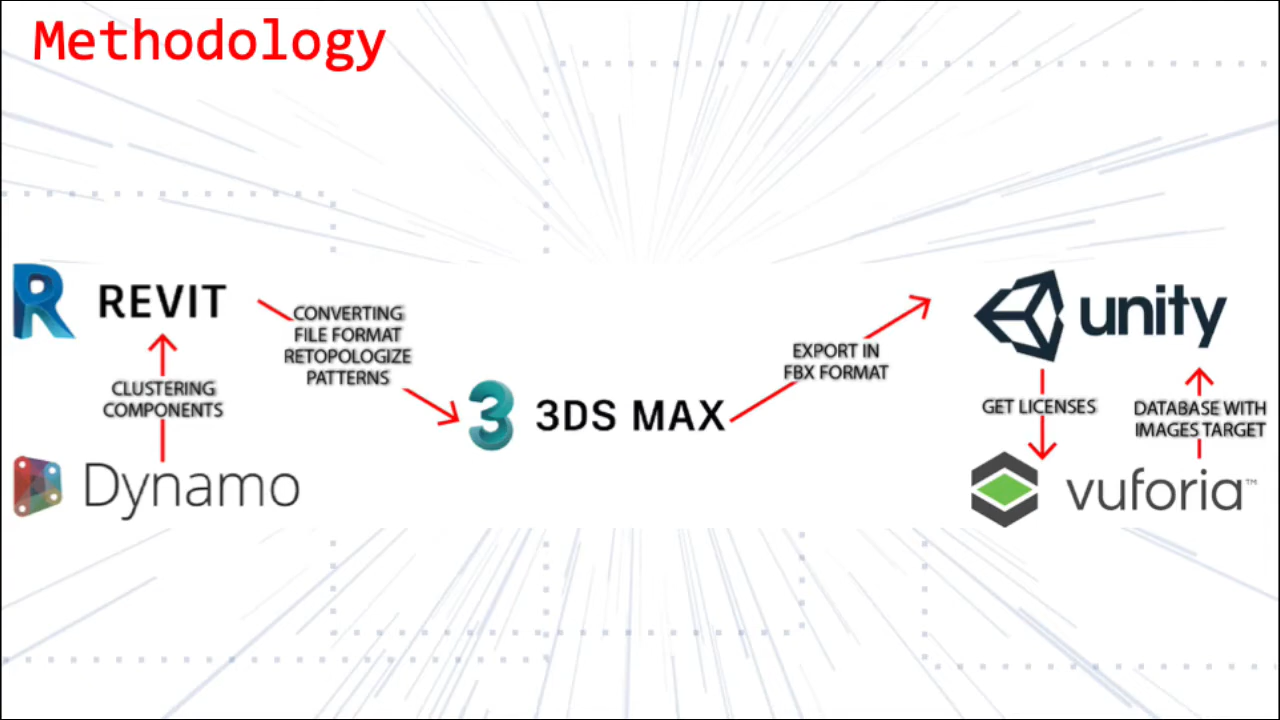 Methodology
REVIT
CLUSTERING
COMPONENTS
Dynamo
CONVERTING
FILE FORMAT
RETOPOLOGIZE
PATTERNS
3DS MAX
EXPORT IN
FBX FORMAT
unity
GET LICENSES
DATABASE WITH
IMAGES TARGET
vuforia™